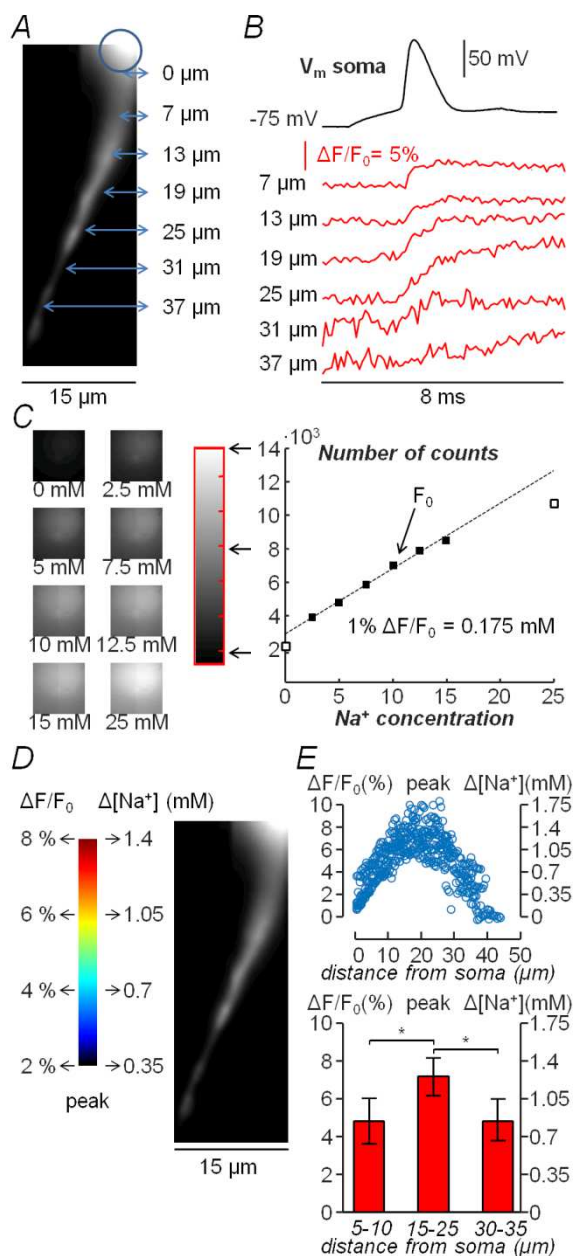 A
0 µm
7 µm
13 µm
19 µm
25 µm
31 µm
37 µm
15 µm
B
Vm soma
50 mV
-75 mV
ΔF/F0= 5%
7 µm
13 µm
19 µm
25 µm
31 µm
37 µm
8 ms
C
0 mM 2.5 mM
5 mM 7.5 mM
10 mM 12.5 mM
15 mM 25 mM
14 ·10³ Number of counts
12
10
8
6
4
2
F0
1% ΔF/F0 = 0.175 mM
0 5 10 15 20 25
Na⁺ concentration
D
ΔF/F0 Δ[Na⁺] (mM)
8 % 1.4
6 % 1.05
4 % 0.7
2 % 0.35
peak
15 µm
E
ΔF/F0(%) peak Δ[Na⁺](mM)
10 1.75
8 1.4
6 1.05
4 0.7
2 0.35
0 0
0 10 20 30 40 50
distance from soma (µm)
ΔF/F0(%) peak Δ[Na⁺](mM)
10 1.75
8 1.4
6 1.05
4 0.7
2 0.35
0 0
* *
5-10 15-25 30-35
distance from soma (µm)